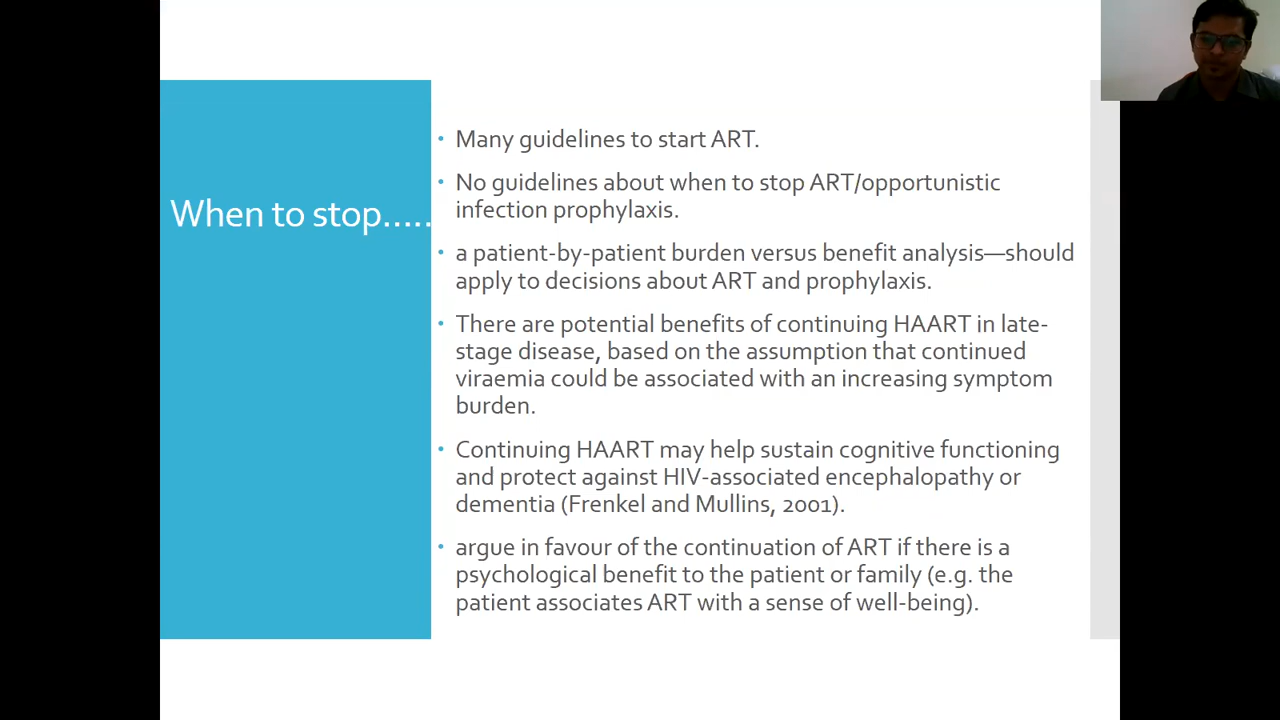 When to stop.....
• Many guidelines to start ART.
• No guidelines about when to stop ART/opportunistic
infection prophylaxis.
• a patient-by-patient burden versus benefit analysis—should
apply to decisions about ART and prophylaxis.
• There are potential benefits of continuing HAART in late-
stage disease, based on the assumption that continued
viraemia could be associated with an increasing symptom
burden.
• Continuing HAART may help sustain cognitive functioning
and protect against HIV-associated encephalopathy or
dementia (Frenkel and Mullins, 2001).
• argue in favour of the continuation of ART if there is a
psychological benefit to the patient or family (e.g. the
patient associates ART with a sense of well-being).